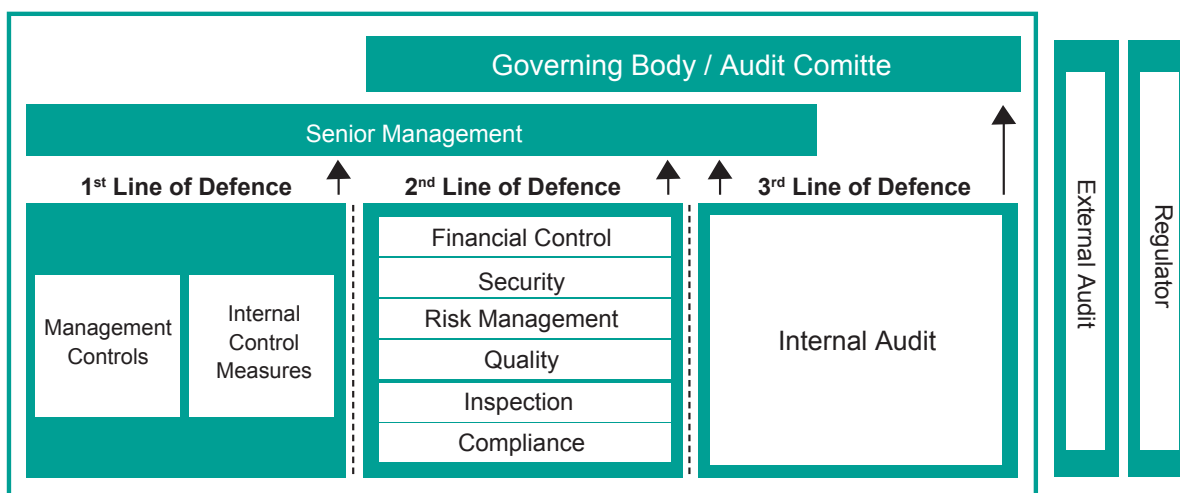 Governing Body / Audit Comitte
Senior Management
1st Line of Defence
2nd Line of Defence
3rd Line of Defence
Management
Controls
Internal
Control
Measures
Financial Control
Security
Risk Management
Quality
Inspection
Compliance
Internal Audit
External Audit
Regulator